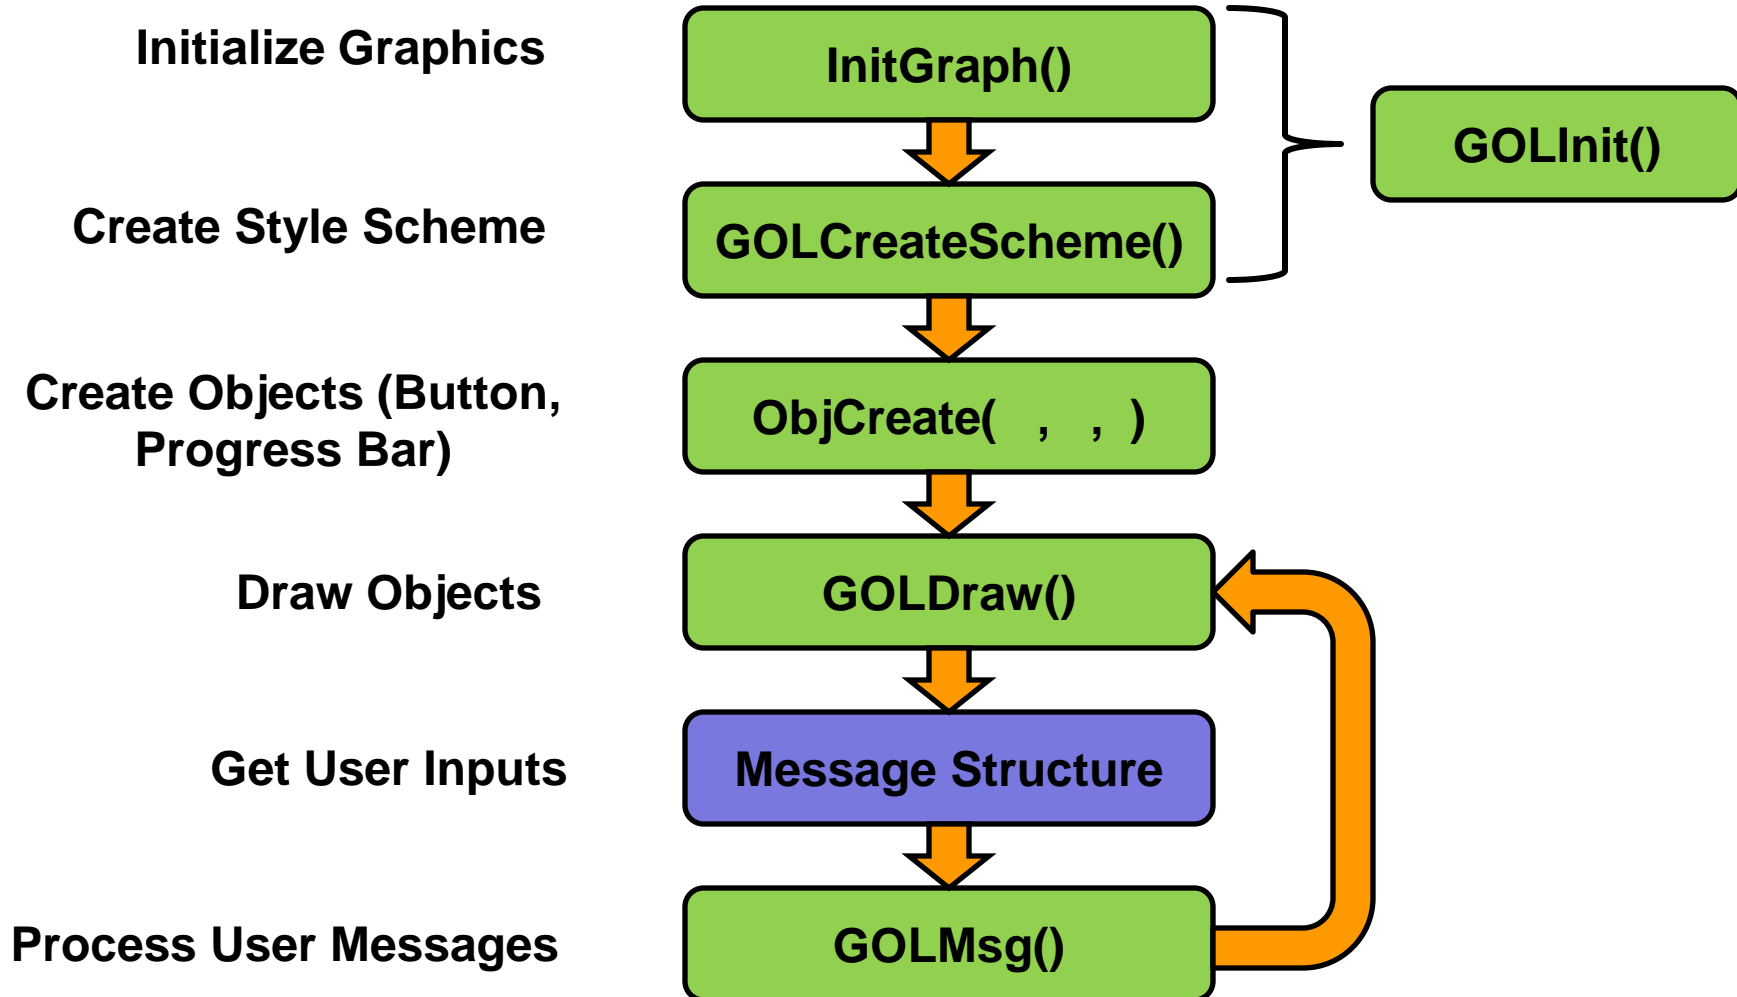 Initialize Graphics
InitGraph()
GOLInit()
Create Style Scheme
GOLCreateScheme()
Create Objects (Button,
Progress Bar)
ObjCreate( , , )
Draw Objects
GOLDraw()
Get User Inputs
Message Structure
Process User Messages
GOLMsg()